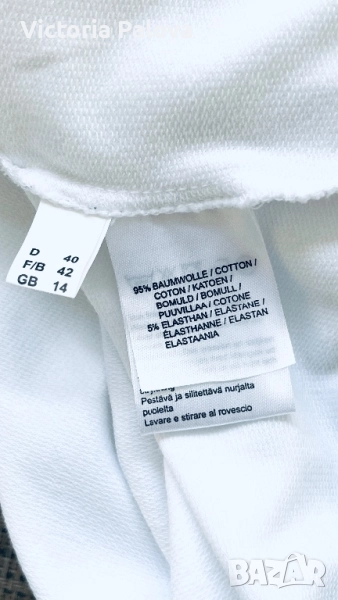 Victoria Pa
D 40
F/B 42
GB 14
95% BAUMWOLLE / COTTON /
COTON / KATOEN /
BOMULD / BOMULL /
PUUVILLAA / COTONE
5% ELASTHAN / ELASTANE /
ÉLASTHANNE / ELASTAN
ELASTAANIA
Pestävä ja silitettävä nurjalta
puolelta
Lavare e stirare al rovescio
BAZAR